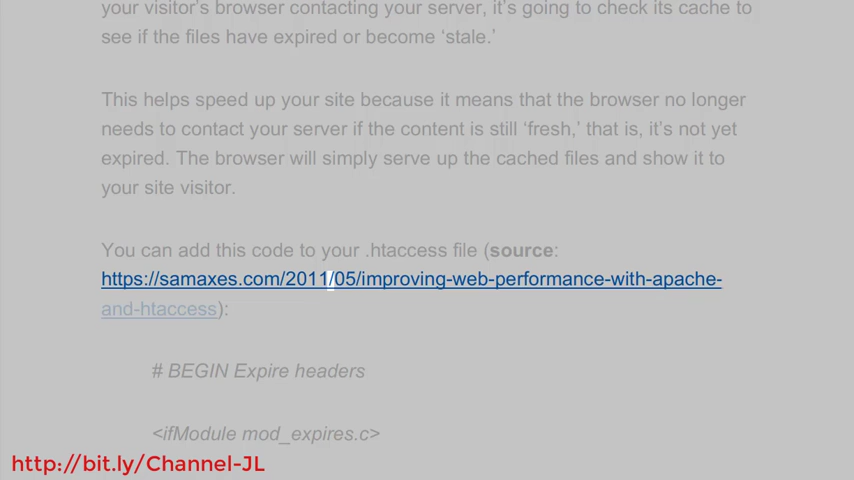 your visitor’s browser contacting your server, it’s going to check its cache to
see if the files have expired or become ‘stale.’
This helps speed up your site because it means that the browser no longer
needs to contact your server if the content is still ‘fresh,’ that is, it’s not yet
expired. The browser will simply serve up the cached files and show it to
your site visitor.
You can add this code to your .htaccess file (source:
https://samaxes.com/2011/05/improving-web-performance-with-apache-
and-htaccess):
# BEGIN Expire headers
<ifModule mod_expires.c>
http://bit.ly/Channel-JL